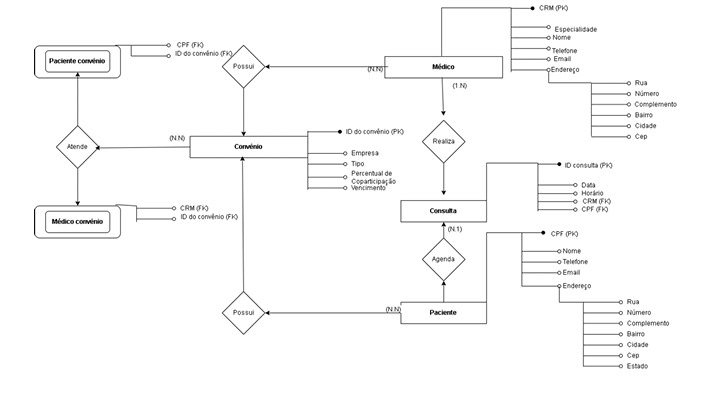 CRM (PK)
Especialidade
Nome
Telefone
Email
Endereço
Rua
Número
Complemento
Bairro
Cidade
Cep
CPF (FK)
ID do convênio (FK)
Paciente convênio
Possui
(N:N)
Médico
(1:N)
Atende
(N:N)
Convênio
ID do convênio (PK)
Empresa
Tipo
Percentual de
Coparticipação
Vencimento
Realiza
ID consulta (PK)
Data
Horário
CRM (FK)
CPF (FK)
Médico convênio
CRM (FK)
ID do convênio (FK)
Consulta
(N:1)
Agenda
CPF (PK)
Nome
Telefone
Email
Endereço
Possui
(N:N)
Paciente
Rua
Número
Complemento
Bairro
Cidade
Cep
Estado